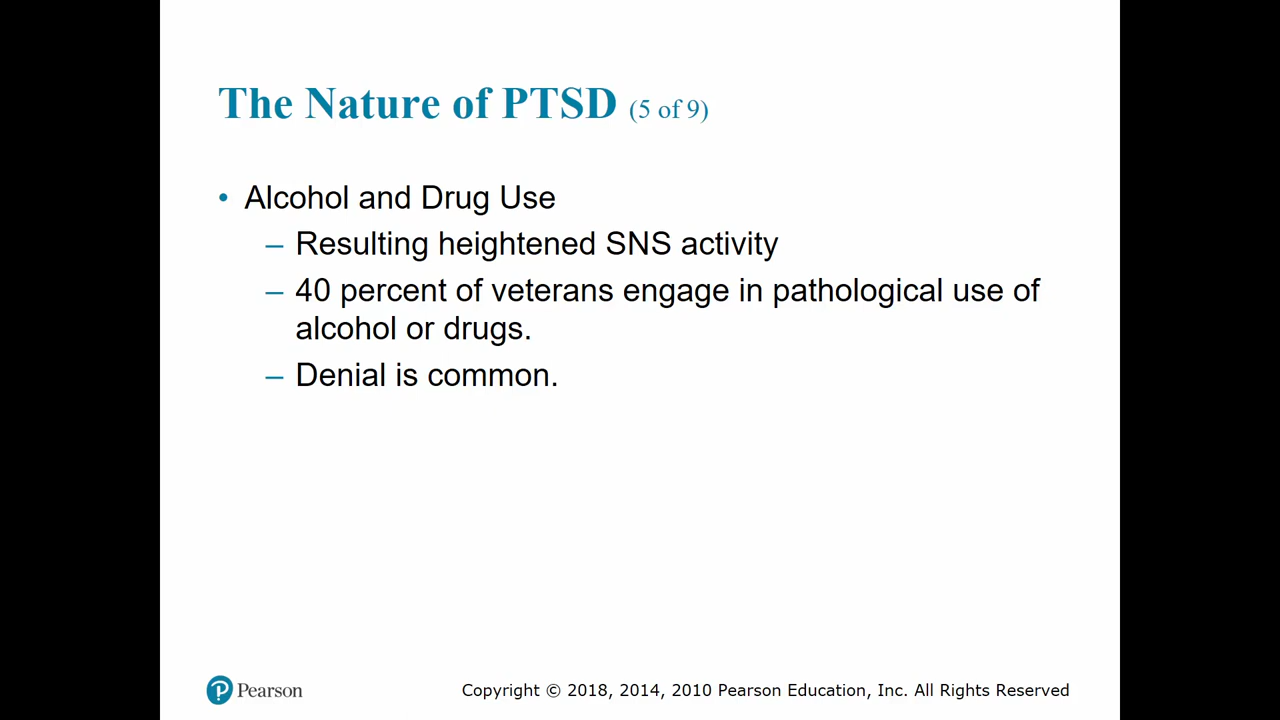 The Nature of PTSD (5 of 9)
• Alcohol and Drug Use
– Resulting heightened SNS activity
– 40 percent of veterans engage in pathological use of
alcohol or drugs.
– Denial is common.
P Pearson
Copyright © 2018, 2014, 2010 Pearson Education, Inc. All Rights Reserved